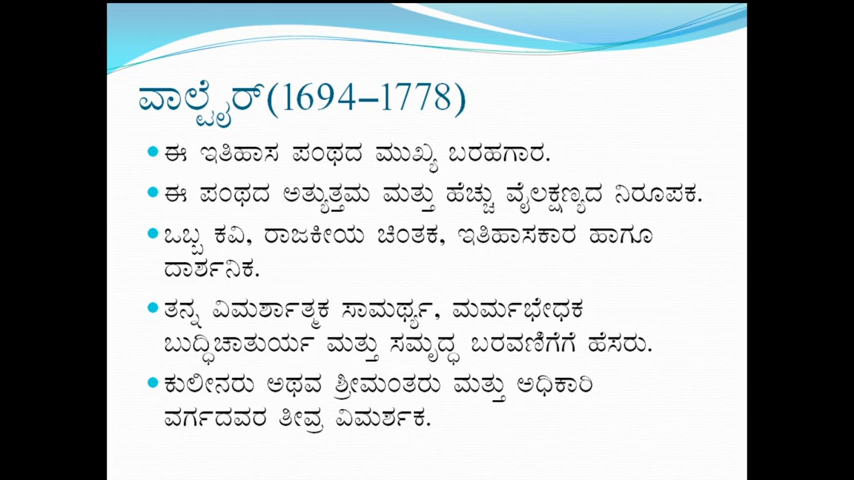 ವಾಲ್ಟೈರ್(1694–1778)
ಈ ಇತಿಹಾಸ ಪಂಥದ ಮುಖ್ಯ ಬರಹಗಾರ.
ಈ ಪಂಥದ ಅತ್ಯುತ್ತಮ ಮತ್ತು ಹೆಚ್ಚು ವೈಲಕ್ಷಣ್ಯದ ನಿರೂಪಕ.
ಒಬ್ಬ ಕವಿ, ರಾಜಕೀಯ ಚಿಂತಕ, ಇತಿಹಾಸಕಾರ ಹಾಗೂ
ದಾರ್ಶನಿಕ.
ತನ್ನ ವಿಮರ್ಶಾತ್ಮಕ ಸಾಮರ್ಥ್ಯ, ಮರ್ಮಭೇಧಕ
ಬುದ್ಧಿಚಾತುರ್ಯ ಮತ್ತು ಸಮೃದ್ಧ ಬರವಣಿಗೆಗೆ ಹೆಸರು.
ಕುಲೀನರು ಅಥವ ಶ್ರೀಮಂತರು ಮತ್ತು ಅಧಿಕಾರಿ
ವರ್ಗದವರ ತೀವ್ರ ವಿಮರ್ಶಕ.